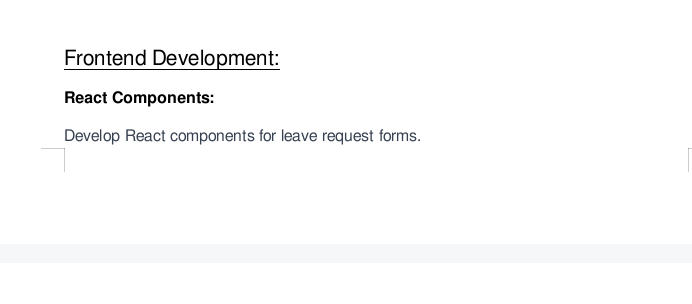 Frontend Development:
React Components:
Develop React components for leave request forms.